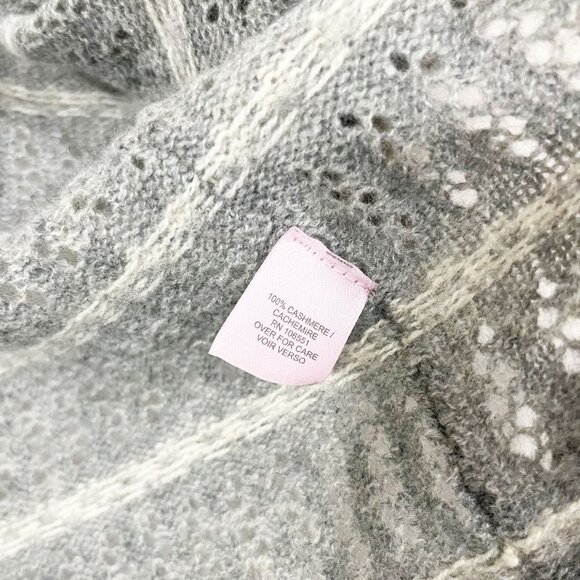 100% CASHMERE /
CACHEMIRE
RN 106551
OVER FOR CARE
VOIR VERSO